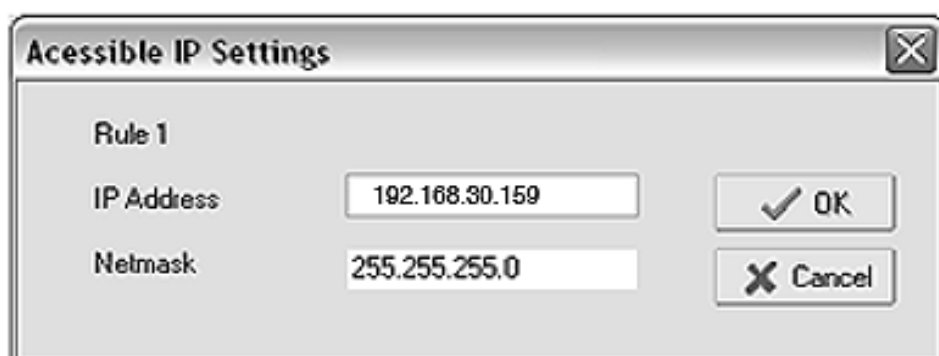 Acessible IP Settings
Rule 1
IP Address 192.168.30.159 OK
Netmask 255.255.255.0 Cancel